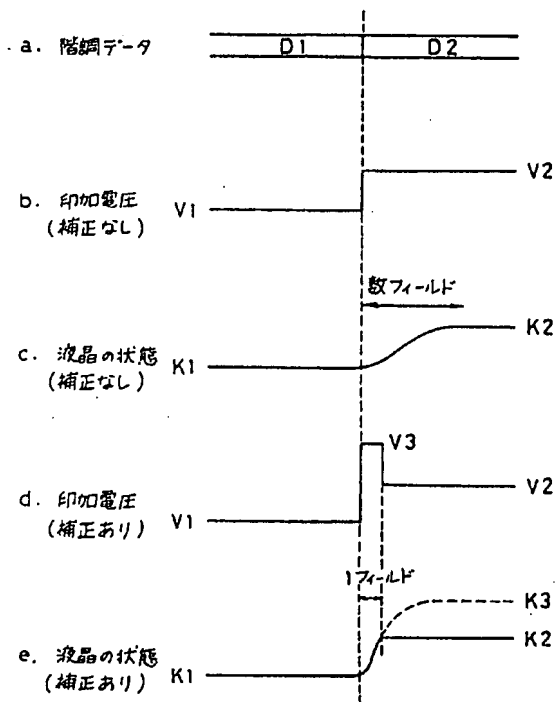 a. 階調データ D1 D2
V2
b. 印加電圧 V1
(補正なし)
数フィールド
K2
c. 液晶の状態 K1
(補正なし)
V3
V2
d. 印加電圧 V1
(補正あり)
1フィールド
K3
K2
e. 液晶の状態 K1
(補正あり)